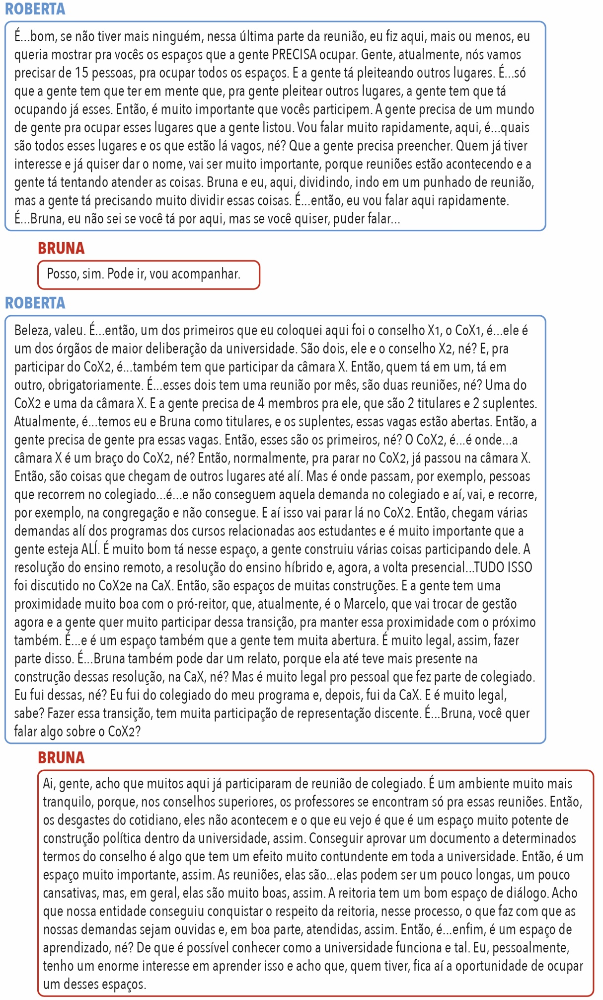 ROBERTA
É...bom, se não tiver mais ninguém, nessa última parte da reunião, eu fiz aqui, mais ou menos, eu
queria mostrar pra vocês os espaços que a gente PRECISA ocupar. Gente, atualmente, nós vamos
precisar de 15 pessoas, pra ocupar todos os espaços. E a gente tá pleiteando outros lugares. É...só
que a gente tem que ter em mente que, pra gente pleitear outros lugares, a gente tem que tá
ocupando já esses. Então, é muito importante que vocês participem. A gente precisa de um mundo
de gente pra ocupar esses lugares que a gente listou. Vou falar muito rapidamente, aqui, é...quais
são todos esses lugares e os que estão lá vagos, né? Que a gente precisa preencher. Quem já tiver
interesse e já quiser dar o nome, vai ser muito importante, porque reuniões estão acontecendo e a
gente tá tentando atender as coisas. Bruna e eu, aqui, dividindo, indo em um punhado de reunião,
mas a gente tá precisando muito dividir essas coisas. É...então, eu vou falar aqui rapidamente.
É...Bruna, eu não sei se você tá por aqui, mas se você quiser, puder falar...
BRUNA
Posso, sim. Pode ir, vou acompanhar.
ROBERTA
Beleza, valeu. É...então, um dos primeiros que eu coloquei aqui foi o conselho X1, o CoX1, é...ele é
um dos órgãos de maior deliberação da universidade. São dois, ele e o conselho X2, né? E, pra
participar do CoX2, é...também tem que participar da câmara X. Então, quem tá em um, tá em
outro, obrigatoriamente. É...esses dois tem uma reunião por mês, são duas reuniões, né? Uma do
CoX2 e uma da câmara X. E a gente precisa de 4 membros pra ele, que são 2 titulares e 2 suplentes.
Atualmente, é...temos eu e Bruna como titulares, e os suplentes, essas vagas estão abertas. Então, a
gente precisa de gente pra essas vagas. Então, esses são os primeiros, né? O CoX2, é...é onde...a
câmara X é um braço do CoX2, né? Então, normalmente, pra parar no CoX2, já passou na câmara X.
Então, são coisas que chegam de outros lugares até alí. Mas é onde passam, por exemplo, pessoas
que recorrem no colegiado...é...e não conseguem aquela demanda no colegiado e aí, vai, e recorre,
por exemplo, na congregação e não consegue. E aí isso vai parar lá no CoX2. Então, chegam várias
demandas alí dos programas dos cursos relacionadas aos estudantes e é muito importante que a
gente esteja ALÍ. É muito bom tá nesse espaço, a gente construiu várias coisas participando dele. A
resolução do ensino remoto, a resolução do ensino híbrido e, agora, a volta presencial...TUDO ISSO
foi discutido no CoX2e na CaX. Então, são espaços de muitas construções. E a gente tem uma
proximidade muito boa com o pró-reitor, que, atualmente, é o Marcelo, que vai trocar de gestão
agora e a gente quer muito participar dessa transição, pra manter essa proximidade com o próximo
também. É...e é um espaço também que a gente tem muita abertura. É muito legal, assim, fazer
parte disso. É...Bruna também pode dar um relato, porque ela até teve mais presente na
construção dessas resolução, na CaX, né? Mas é muito legal pro pessoal que fez parte de colegiado.
Eu fui dessas, né? Eu fui do colegiado do meu programa e, depois, fui da CaX. E é muito legal,
sabe? Fazer essa transição, tem muita participação de representação discente. É...Bruna, você quer
falar algo sobre o CoX2?
BRUNA
Ai, gente, acho que muitos aqui já participaram de reunião de colegiado. É um ambiente muito mais
tranquilo, porque, nos conselhos superiores, os professores se encontram só pra essas reuniões. Então,
os desgastes do cotidiano, eles não acontecem e o que eu vejo é que é um espaço muito potente de
construção política dentro da universidade, assim. Conseguir aprovar um documento a determinados
termos do conselho é algo que tem um efeito muito contundente em toda a universidade. Então, é um
espaço muito importante, assim. As reuniões, elas são...elas podem ser um pouco longas, um pouco
cansativas, mas, em geral, elas são muito boas, assim. A reitoria tem um bom espaço de diálogo. Acho
que nossa entidade conseguiu conquistar o respeito da reitoria, nesse processo, o que faz com que as
nossas demandas sejam ouvidas e, em boa parte, atendidas, assim. Então, é...enfim, é um espaço de
aprendizado, né? De que é possível conhecer como a universidade funciona e tal. Eu, pessoalmente,
tenho um enorme interesse em aprender isso e acho que, quem tiver, fica aí a oportunidade de ocupar
um desses espaços.